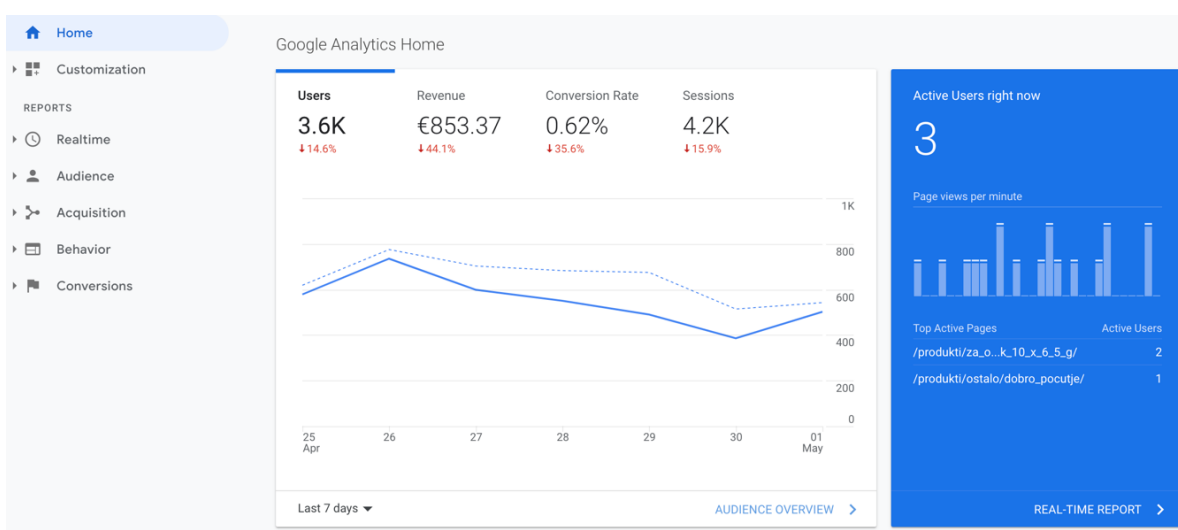 Home
Customization
REPORTS
Realtime
Audience
Acquisition
Behavior
Conversions
Google Analytics Home
Users Revenue Conversion Rate Sessions
3.6K €853.37 0.62% 4.2K
↓14.6% ↓44.1% ↓35.6% ↓15.9%
1K
800
600
400
200
0
25 26 27 28 29 30 01
Apr May
Last 7 days
AUDIENCE OVERVIEW
Active Users right now
3
Page views per minute
Top Active Pages Active Users
/produkti/za_o...k_10_x_6_5_g/ 2
/produkti/ostalo/dobro_pocutje/ 1
REAL-TIME REPORT